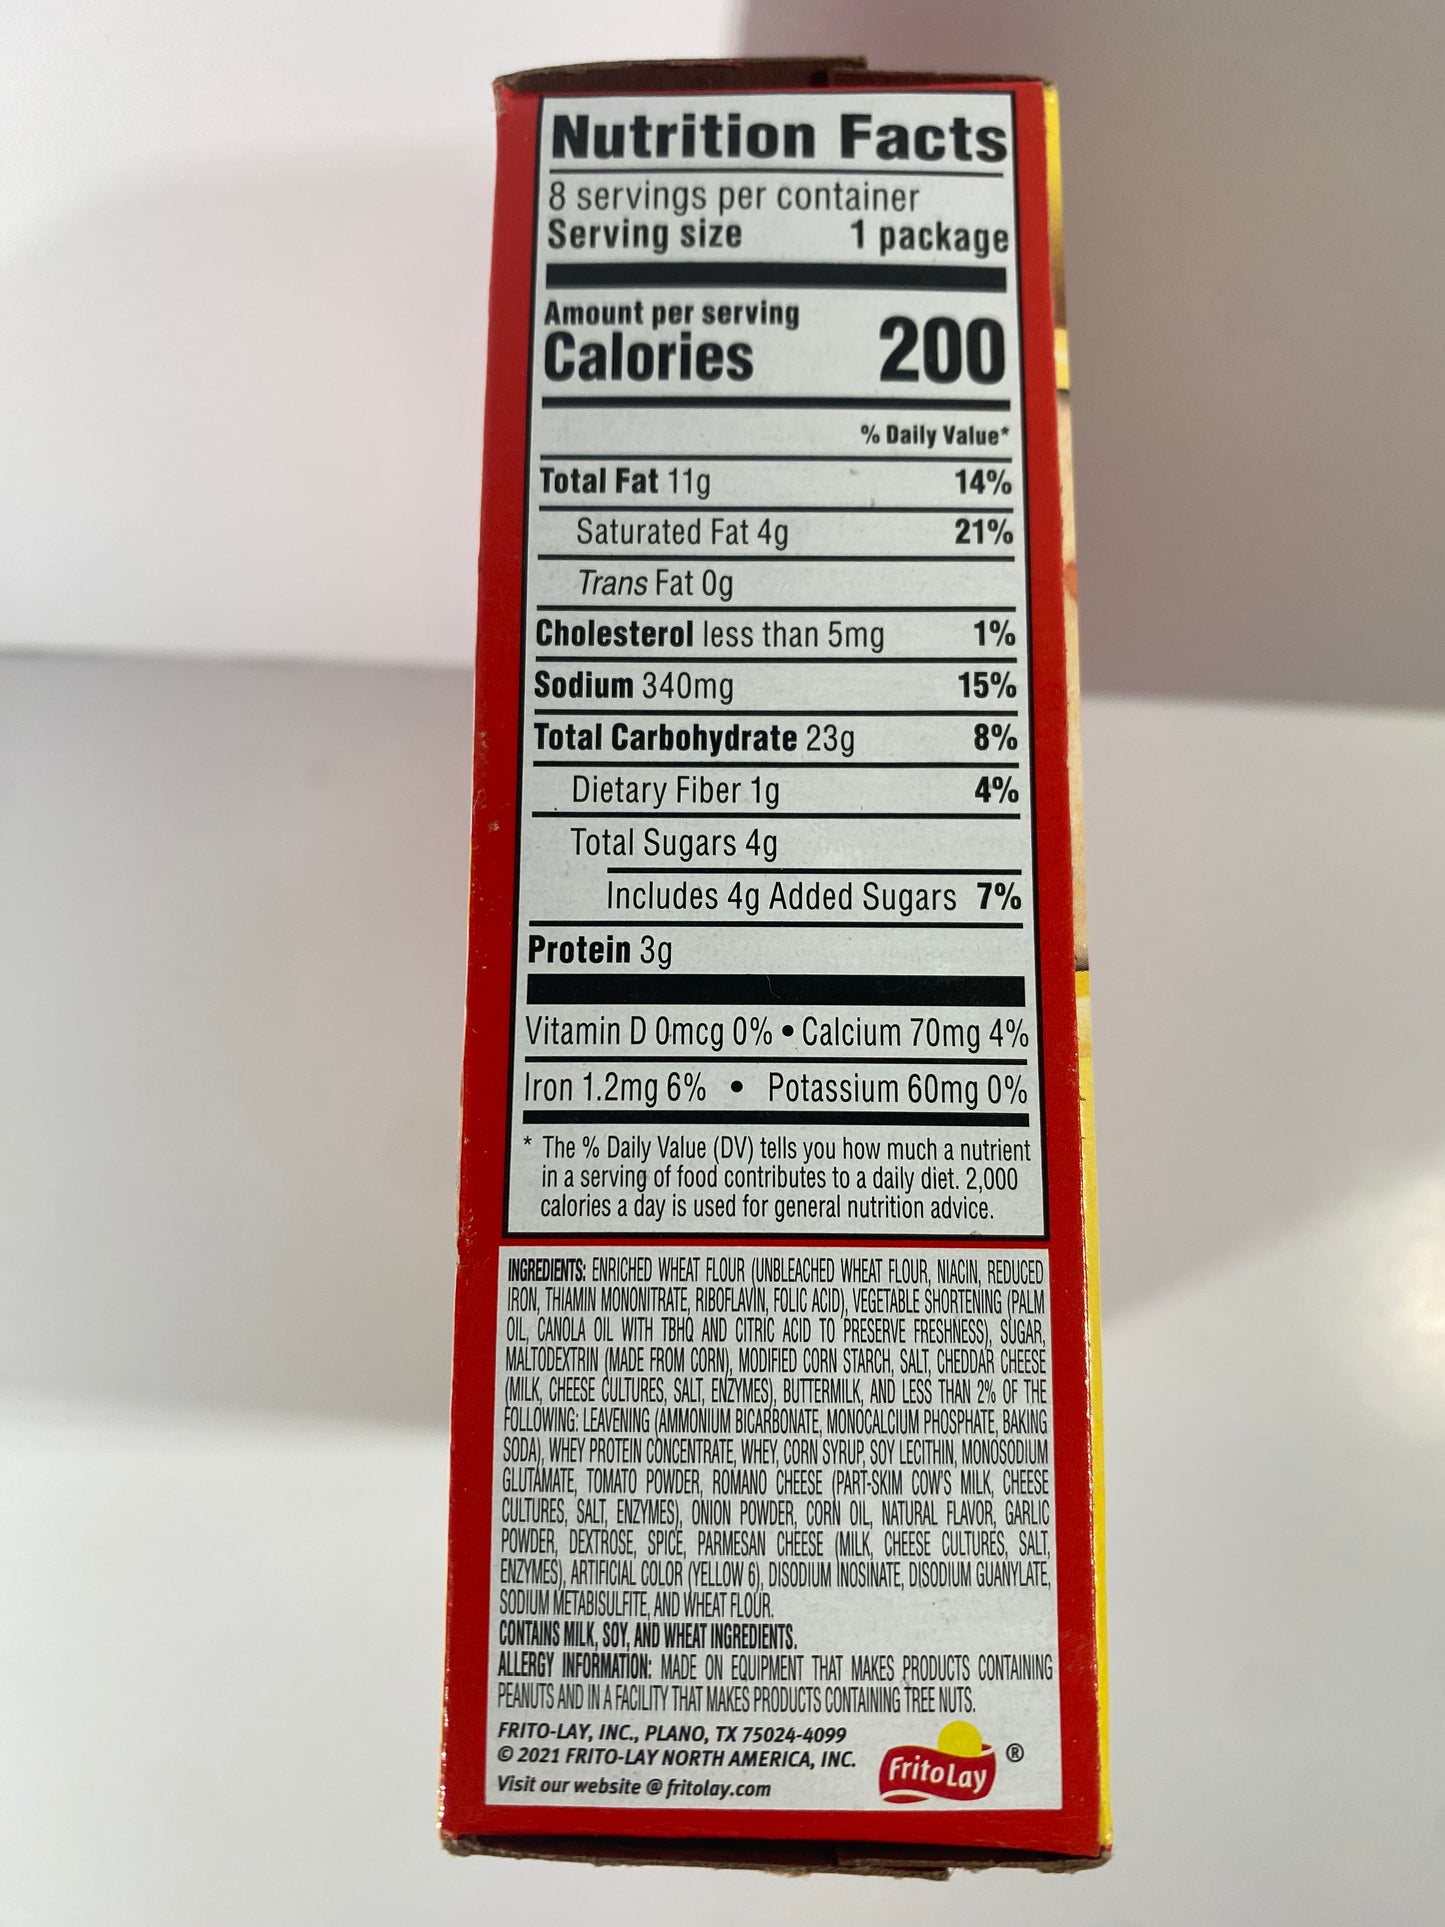 Nutrition Facts
8 servings per container
Serving size 1 package
Amount per serving
Calories 200
% Daily Value*
Total Fat 11g 14%
Saturated Fat 4g 21%
Trans Fat 0g
Cholesterol less than 5mg 1%
Sodium 340mg 15%
Total Carbohydrate 23g 8%
Dietary Fiber 1g 4%
Total Sugars 4g
Includes 4g Added Sugars 7%
Protein 3g
Vitamin D 0mcg 0% • Calcium 70mg 4%
Iron 1.2mg 6% • Potassium 60mg 0%
* The % Daily Value (DV) tells you how much a nutrient
in a serving of food contributes to a daily diet. 2,000
calories a day is used for general nutrition advice.
INGREDIENTS: ENRICHED WHEAT FLOUR (UNBLEACHED WHEAT FLOUR, NIACIN, REDUCED
IRON, THIAMIN MONONITRATE, RIBOFLAVIN, FOLIC ACID), VEGETABLE SHORTENING (PALM
OIL, CANOLA OIL WITH TBHQ AND CITRIC ACID TO PRESERVE FRESHNESS), SUGAR,
MALTODEXTRIN (MADE FROM CORN), MODIFIED CORN STARCH, SALT, CHEDDAR CHEESE
(MILK, CHEESE CULTURES, SALT, ENZYMES), BUTTERMILK, AND LESS THAN 2% OF THE
FOLLOWING: LEAVENING (AMMONIUM BICARBONATE, MONOCALCIUM PHOSPHATE, BAKING
SODA), WHEY PROTEIN CONCENTRATE, WHEY, CORN SYRUP, SOY LECITHIN, MONOSODIUM
GLUTAMATE, TOMATO POWDER, ROMANO CHEESE (PART-SKIM COW'S MILK, CHEESE
CULTURES, SALT, ENZYMES), ONION POWDER, CORN OIL, NATURAL FLAVOR, GARLIC
POWDER, DEXTROSE, SPICE, PARMESAN CHEESE (MILK, CHEESE CULTURES, SALT,
ENZYMES), ARTIFICIAL COLOR (YELLOW 6), DISODIUM INOSINATE, DISODIUM GUANYLATE,
SODIUM METABISULFITE, AND WHEAT FLOUR.
CONTAINS MILK, SOY, AND WHEAT INGREDIENTS.
ALLERGY INFORMATION: MADE ON EQUIPMENT THAT MAKES PRODUCTS CONTAINING
PEANUTS AND IN A FACILITY THAT MAKES PRODUCTS CONTAINING TREE NUTS.
FRITO-LAY, INC., PLANO, TX 75024-4099
© 2021 FRITO-LAY NORTH AMERICA, INC.
Visit our website @ fritolay.com
FritoLay ®